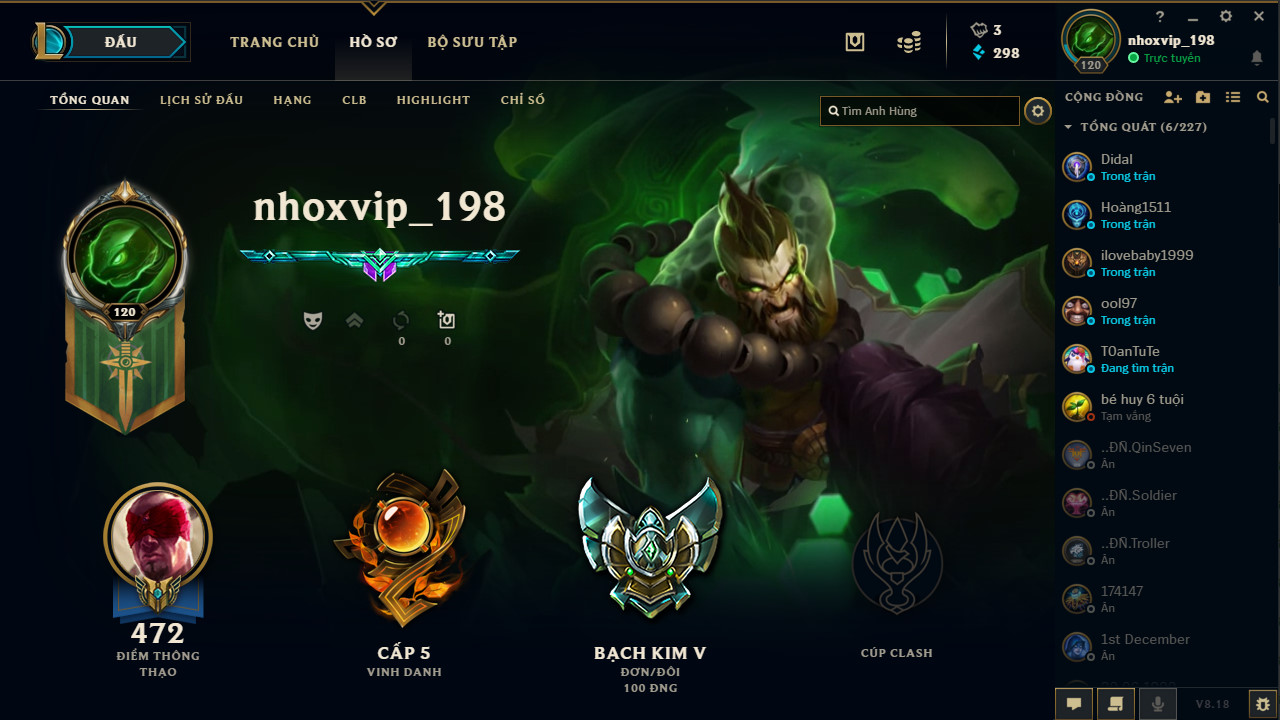 ĐẤU
TRANG CHỦ
HỒ SƠ
BỘ SƯU TẬP
3
298
?
120
nhoxvip_198
Trực tuyến
TỔNG QUAN
LỊCH SỬ ĐẤU
HẠNG
CLB
HIGHLIGHT
CHỈ SỐ
Tìm Anh Hùng
nhoxvip_198
120
0
0
472
ĐIỂM THÔNG
THẠO
CẤP 5
VINH DANH
BẠCH KIM V
ĐƠN/ĐÔI
100 ĐNG
CÚP CLASH
CỘNG ĐỒNG
TỔNG QUÁT (6/227)
Didal
Trong trận
Hoàng1511
Trong trận
ilovebaby1999
Trong trận
ool97
Trong trận
T0anTuTe
Đang tìm trận
bé huy 6 tuội
Tạm vắng
..ĐÑ.QinSeven
Ẩn
..ĐÑ.Soldier
Ẩn
..ĐÑ.Troller
Ẩn
174147
Ẩn
1st December
Ẩn
V8.18